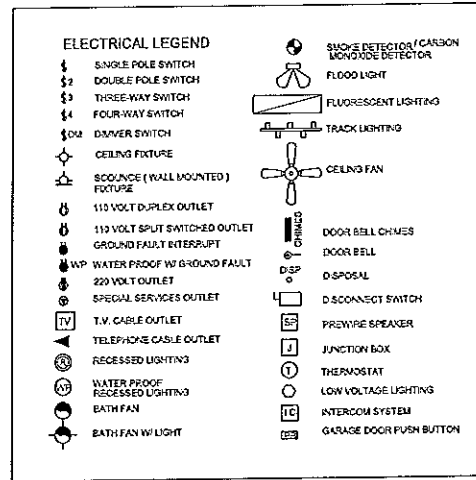 ELECTRICAL LEGEND
$ SINGLE POLE SWITCH
$2 DOUBLE POLE SWITCH
$3 THREE-WAY SWITCH
$4 FOUR-WAY SWITCH
$DM DIMMER SWITCH
CEILING FIXTURE
SCOUNCE (WALL MOUNTED)
FIXTURE
110 VOLT DUPLEX OUTLET
110 VOLT SPLIT SWITCHED OUTLET
GROUND FAULT INTERRUPT
WP WATER PROOF W/ GROUND FAULT
220 VOLT OUTLET
SPECIAL SERVICES OUTLET
TV T.V. CABLE OUTLET
TELEPHONE CABLE OUTLET
R RECESSED LIGHTING
WP WATER PROOF
RECESSED LIGHTING
BATH FAN
BATH FAN W/ LIGHT
SMOKE DETECTOR / CARBON
MONOXIDE DETECTOR
FLOOD LIGHT
FLUORESCENT LIGHTING
TRACK LIGHTING
CEILING FAN
CHIMES DOOR BELL CHIMES
DOOR BELL
DISP DISPOSAL
DISCONNECT SWITCH
SP PREWIRE SPEAKER
J JUNCTION BOX
T THERMOSTAT
LOW VOLTAGE LIGHTING
IC INTERCOM SYSTEM
GARAGE DOOR PUSH BUTTON